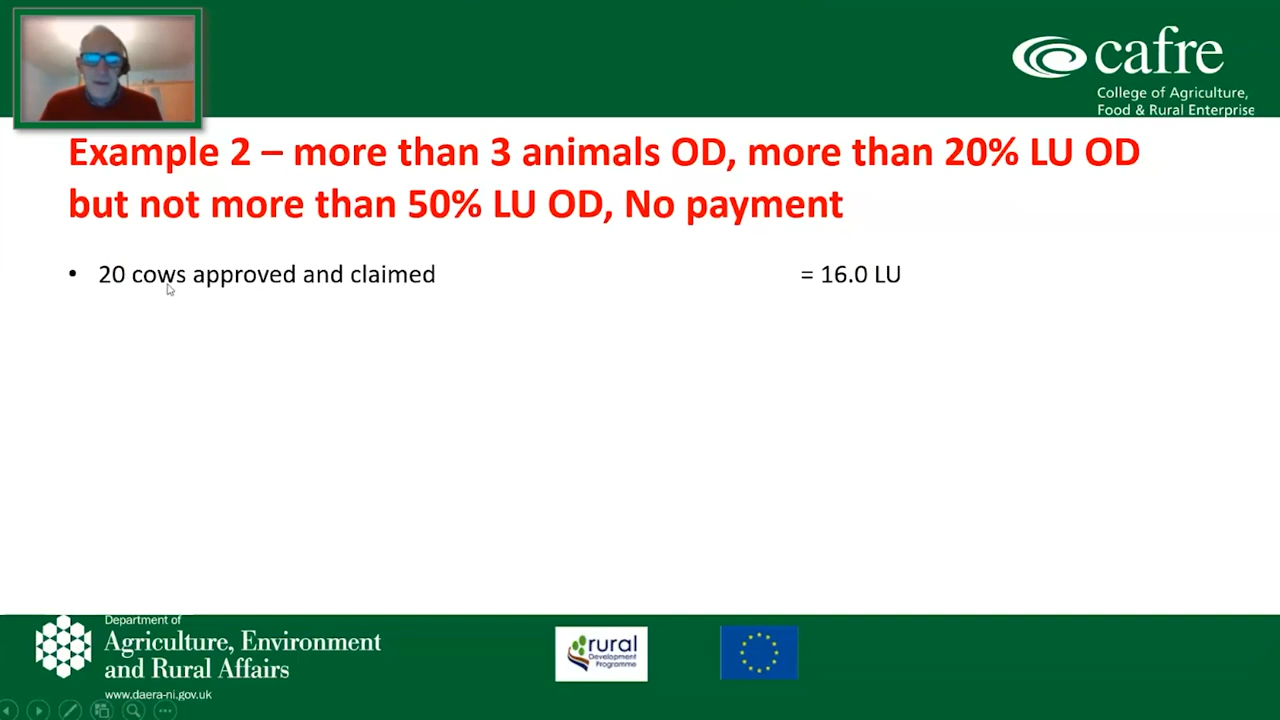 cafre
College of Agriculture,
Food & Rural Enterprise
Example 2 – more than 3 animals OD, more than 20% LU OD
but not more than 50% LU OD, No payment
• 20 cows approved and claimed = 16.0 LU
Department of
Agriculture, Environment
and Rural Affairs
www.daera-ni.gov.uk
rural
Development
Programme